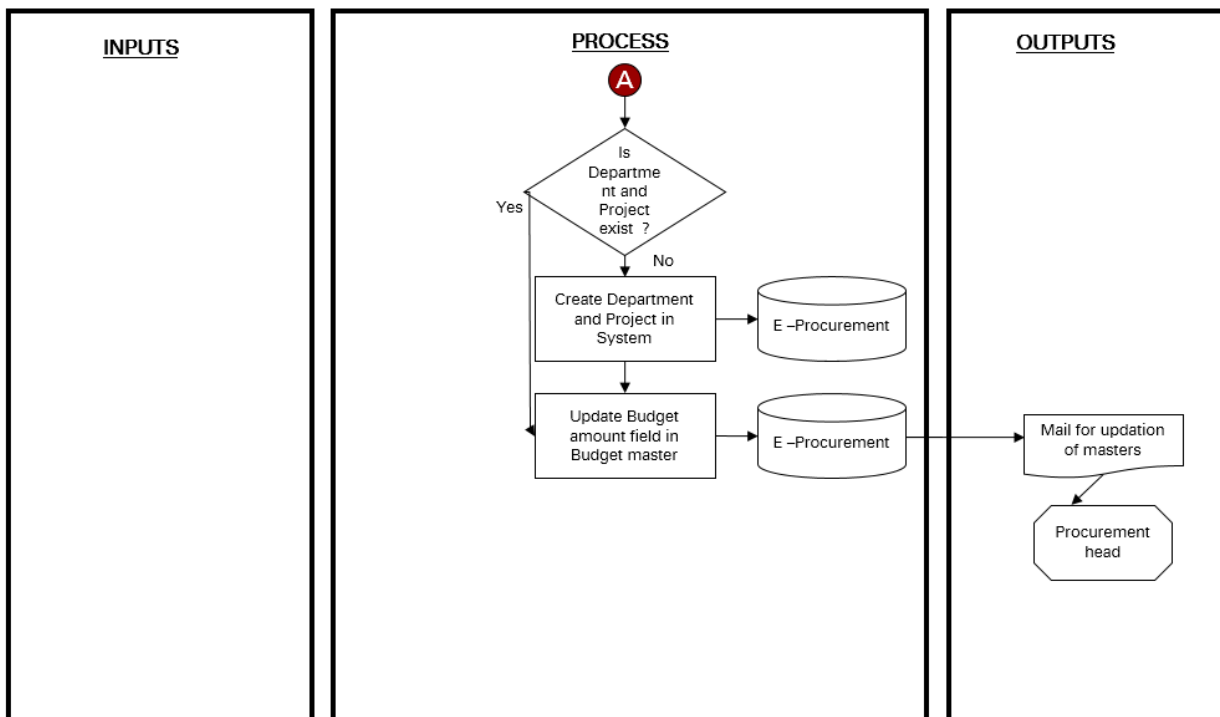 INPUTS
PROCESS
OUTPUTS
A
Is
Departme
nt and
Project
exist ?
Yes
No
Create Department
and Project in
System
E –Procurement
Update Budget
amount field in
Budget master
E –Procurement
Mail for updation
of masters
Procurement
head